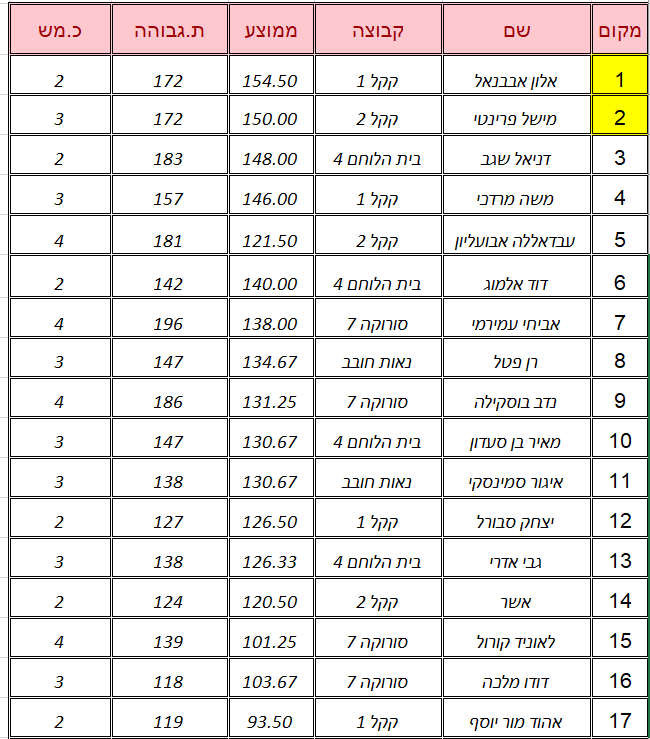 מקום שם קבוצה ממוצע ת.גבוהה כ.מש
1 אלון אבבנאל קקל 1 154.50 172 2
2 מישל פרינטי קקל 2 150.00 172 3
3 דניאל שגב בית הלוחם 4 148.00 183 2
4 משה מרדכי קקל 1 146.00 157 3
5 עבדאללה אבועליון קקל 2 121.50 181 4
6 דוד אלמוג בית הלוחם 4 140.00 142 2
7 אביחי עמירמי סורוקה 7 138.00 196 4
8 רן פטל נאות חובב 134.67 147 3
9 נדב בוסקילה סורוקה 7 131.25 186 4
10 מאיר בן סעדון בית הלוחם 4 130.67 147 3
11 איגור סמינסקי נאות חובב 130.67 138 3
12 יצחק סבורל קקל 1 126.50 127 2
13 גבי אדרי בית הלוחם 4 126.33 138 3
14 אשר קקל 2 120.50 124 2
15 לאוניד קורול סורוקה 7 101.25 139 4
16 דודו מלכה סורוקה 7 103.67 118 3
17 אהוד מור יוסף קקל 1 93.50 119 2